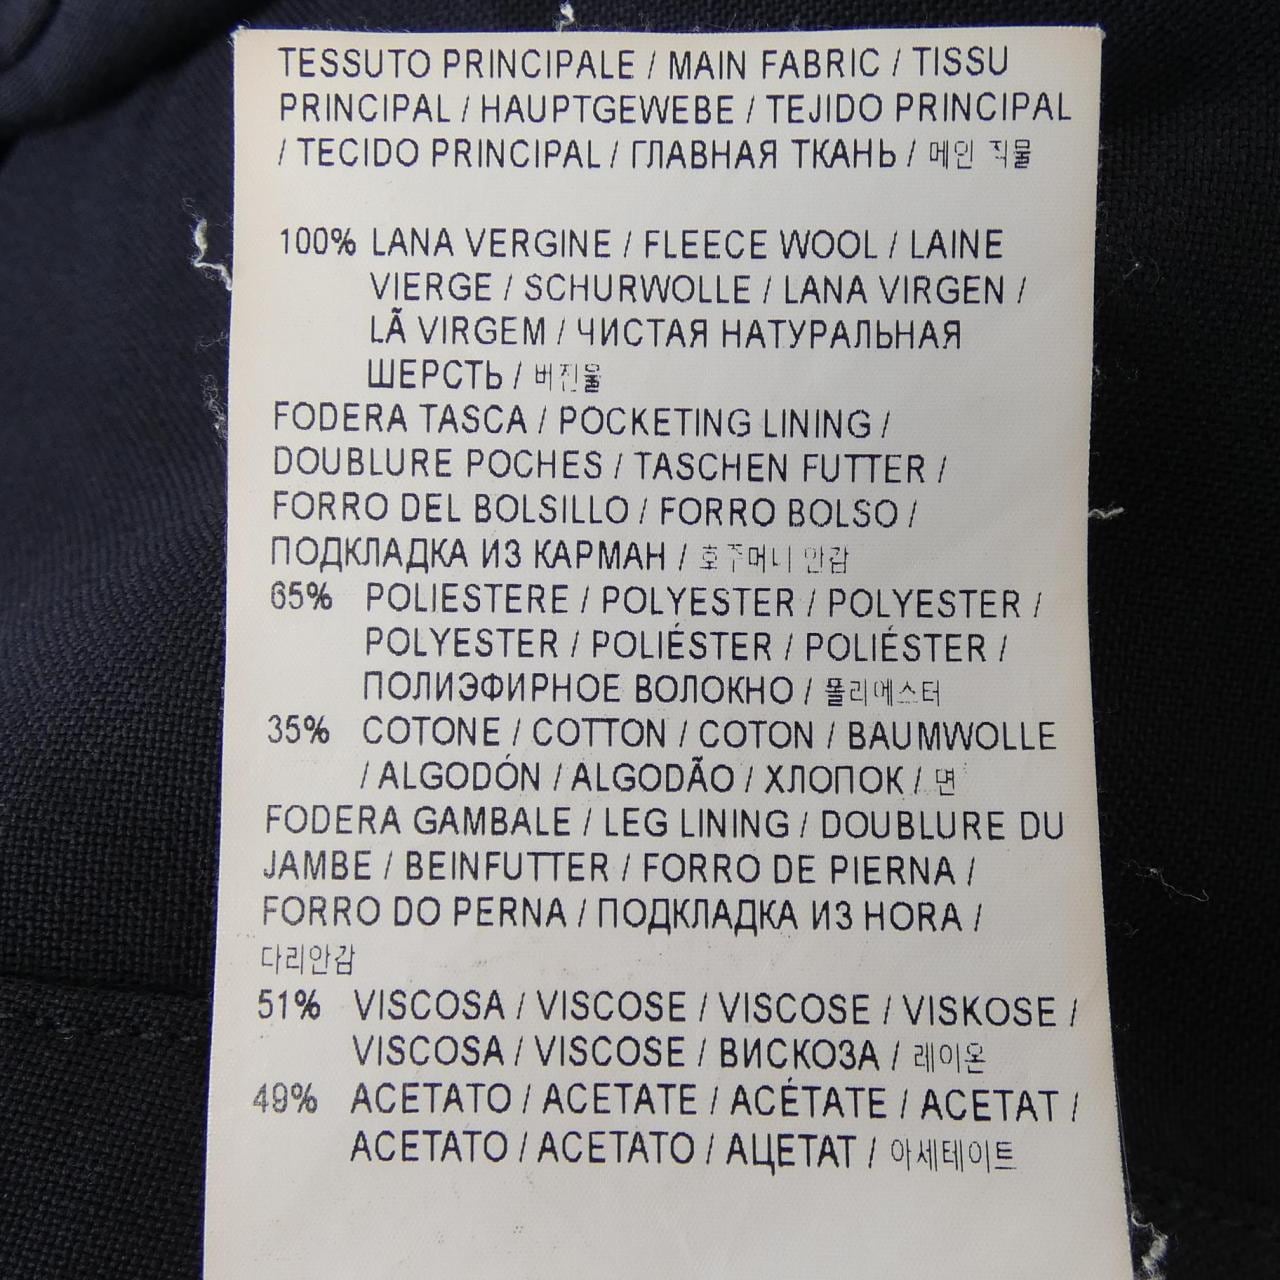 TESSUTO PRINCIPALE / MAIN FABRIC / TISSU
PRINCIPAL / HAUPTGEWEBE / TEJIDO PRINCIPAL
/ TECIDO PRINCIPAL / ГЛАВНАЯ ТКАНЬ / 메인 직물
100% LANA VERGINE / FLEECE WOOL / LAINE
VIERGE / SCHURWOLLE / LANA VIRGEN /
LÃ VIRGEM / ЧИСТАЯ НАТУРАЛЬНАЯ
ШЕРСТЬ / 버진울
FODERA TASCA / POCKETING LINING /
DOUBLURE POCHES / TASCHEN FUTTER /
FORRO DEL BOLSILLO / FORRO BOLSO /
ПОДКЛАДКА ИЗ КАРМАН / 호주머니 안감
65% POLIESTERE / POLYESTER / POLYESTER /
POLYESTER / POLIÉSTER / POLIÉSTER /
ПОЛИЭФИРНОЕ ВОЛОКНО / 폴리에스터
35% COTONE / COTTON / COTON / BAUMWOLLE
/ ALGODÓN / ALGODÃO / ХЛОПОК / 면
FODERA GAMBALE / LEG LINING / DOUBLURE DU
JAMBE / BEINFUTTER / FORRO DE PIERNA /
FORRO DO PERNA / ПОДКЛАДКА ИЗ НОRА /
다리안감
51% VISCOSA / VISCOSE / VISCOSE / VISKOSE /
VISCOSA / VISCOSE / ВИСКОЗА / 레이온
49% ACETATO / ACETATE / ACÉTATE / ACETAT /
ACETATO / ACETATO / АЦЕТАТ / 아세테이트